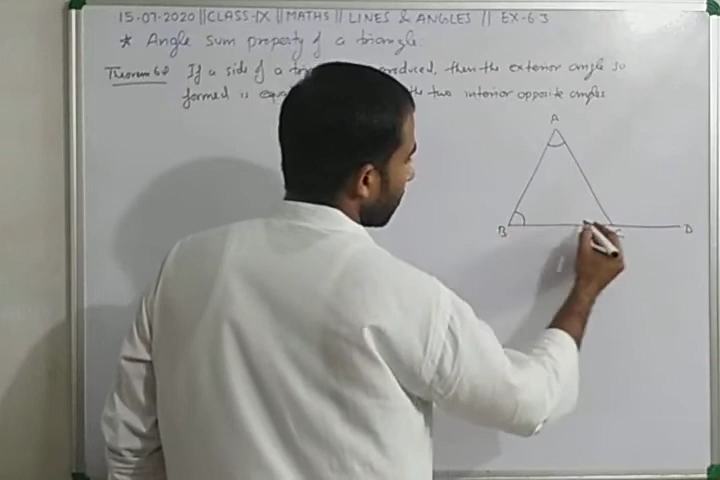 15.07.2020 || CLASS-IX || MATHS || LINES & ANGLES || EX-6.3
* Angle sum property of a triangle:
Theorem 6.8 If a side of a produced, then the exterior angle so
formed is the two interior opposite angles
A
B C D